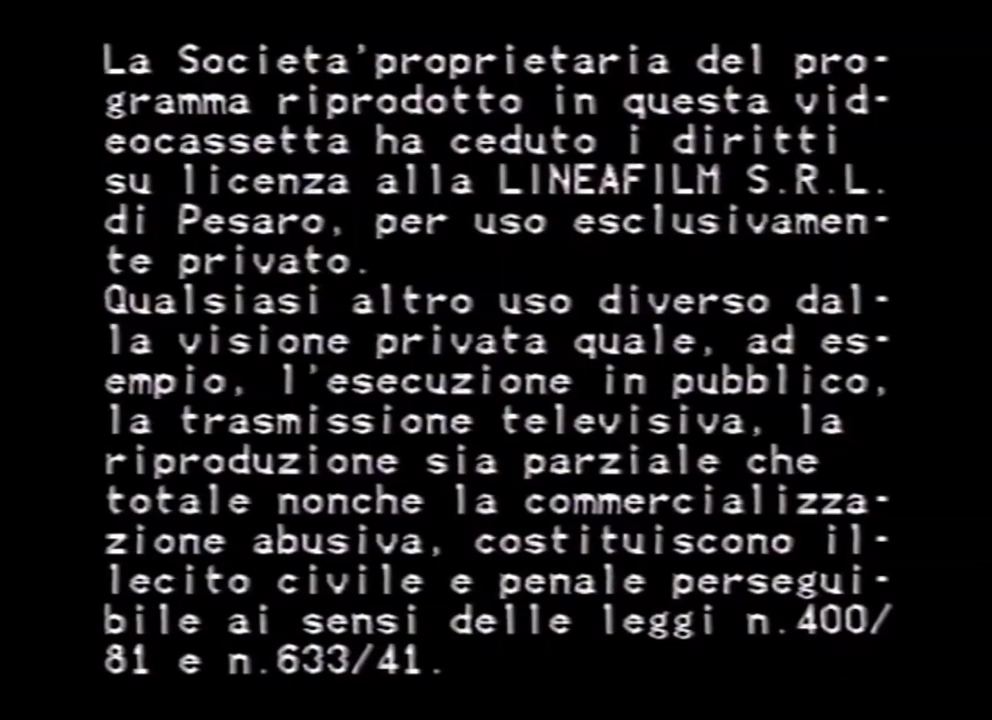 La Societa'proprietaria del pro-
gramma riprodotto in questa vid-
eocassetta ha ceduto i diritti
su licenza alla LINEAFILM S.R.L.
di Pesaro, per uso esclusivamen-
te privato.
Qualsiasi altro uso diverso dal-
la visione privata quale, ad es-
empio, l'esecuzione in pubblico,
la trasmissione televisiva, la
riproduzione sia parziale che
totale nonche la commercializza-
zione abusiva, costituiscono il-
lecito civile e penale persegui-
bile ai sensi delle leggi n.400/
81 e n.633/41.